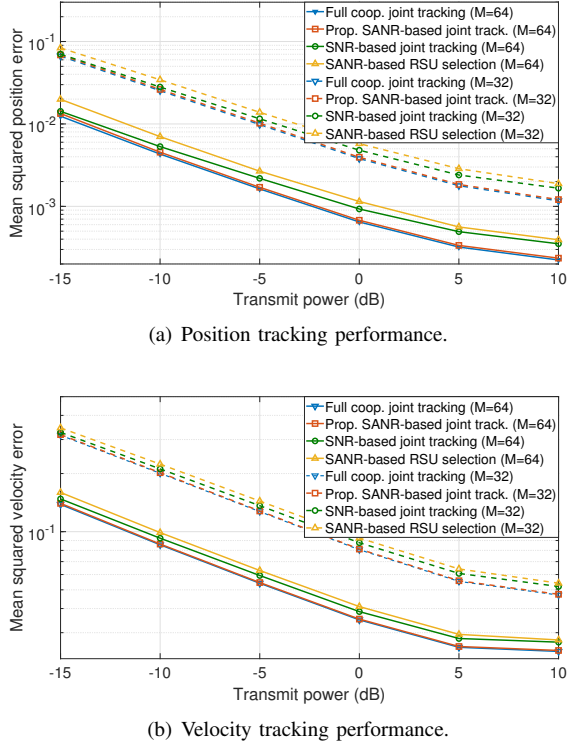 Full coop. joint tracking (M=64)
Prop. SANR-based joint track. (M=64)
SNR-based joint tracking (M=64)
SANR-based RSU selection (M=64)
Full coop. joint tracking (M=32)
Prop. SANR-based joint track. (M=32)
SNR-based joint tracking (M=32)
SANR-based RSU selection (M=32)
Mean squared position error
10^-1
10^-2
10^-3
-15 -10 -5 0 5 10
Transmit power (dB)
(a) Position tracking performance.
Full coop. joint tracking (M=64)
Prop. SANR-based joint track. (M=64)
SNR-based joint tracking (M=64)
SANR-based RSU selection (M=64)
Full coop. joint tracking (M=32)
Prop. SANR-based joint track. (M=32)
SNR-based joint tracking (M=32)
SANR-based RSU selection (M=32)
Mean squared velocity error
10^-1
-15 -10 -5 0 5 10
Transmit power (dB)
(b) Velocity tracking performance.